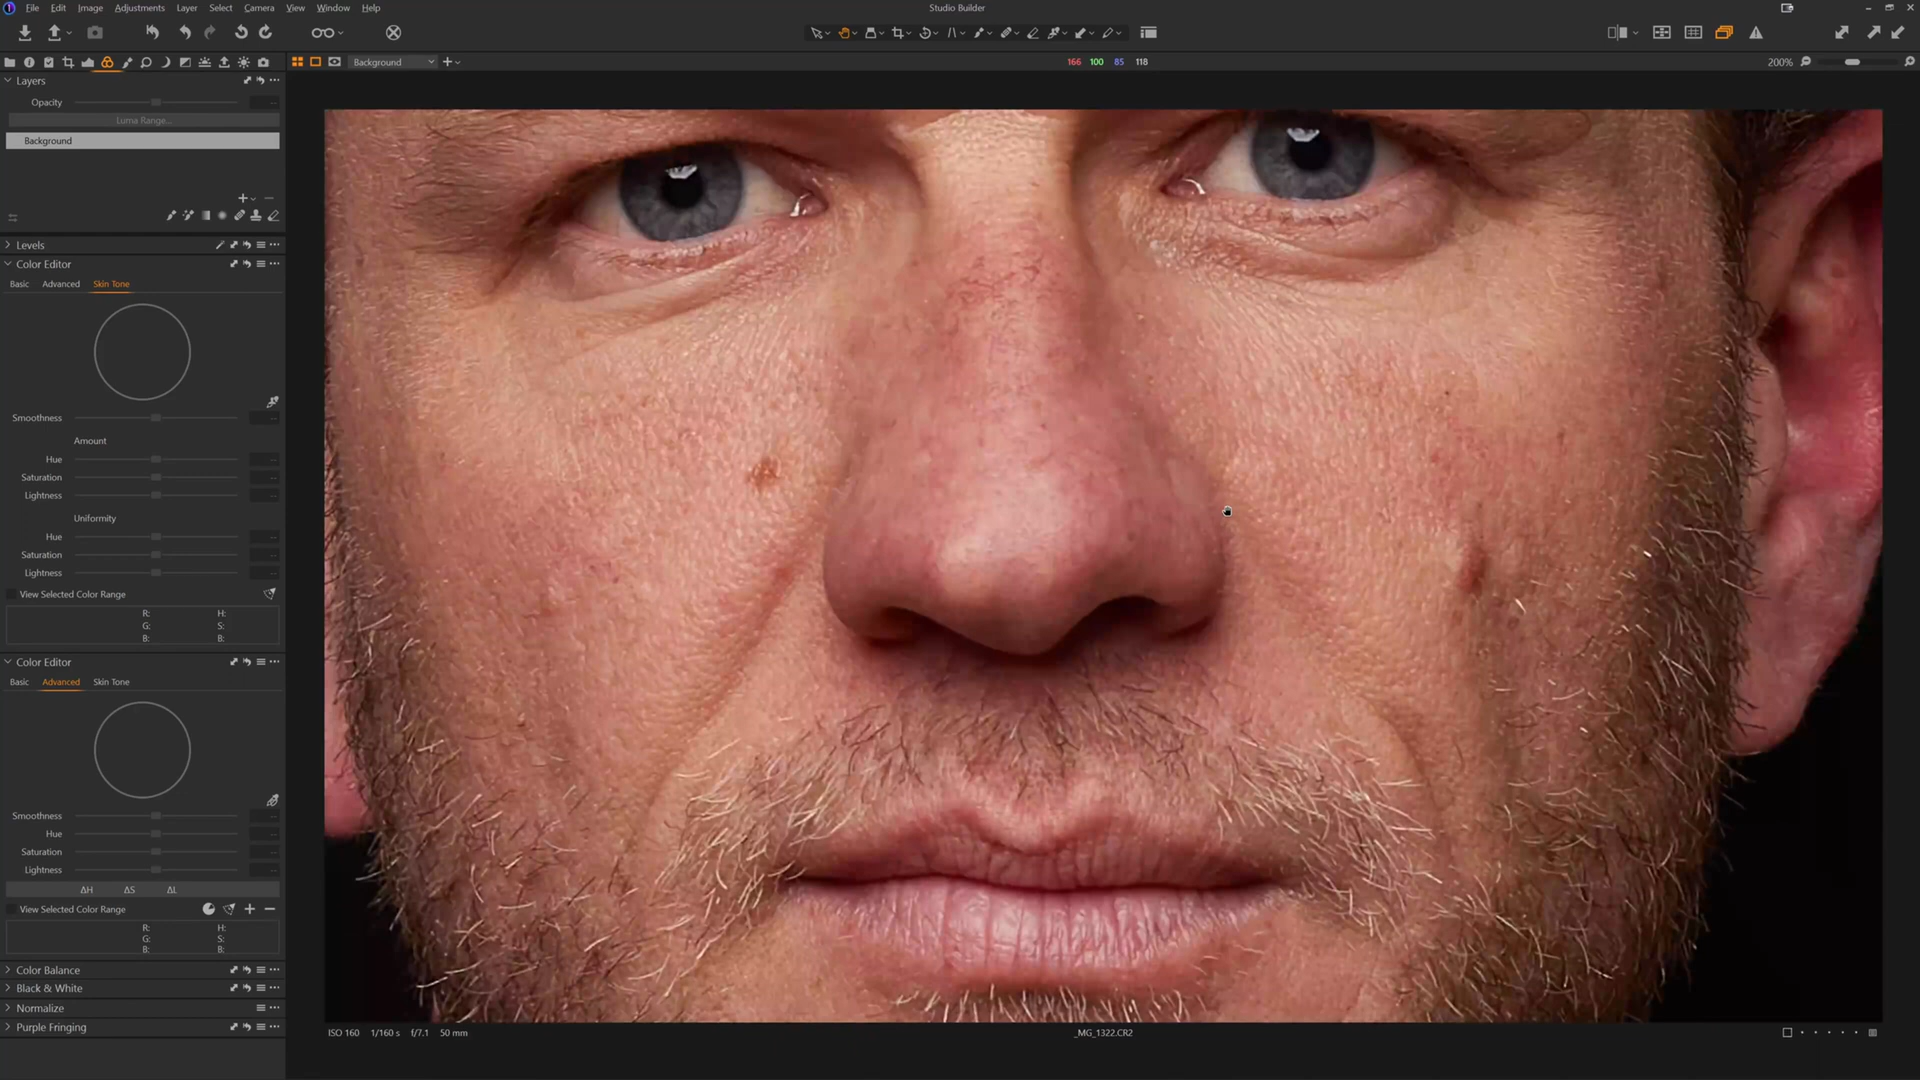 File Edit Image Adjustments Layer Select Camera View Window Help
Studio Builder
Background
166 100 85 118
200%
Layers
Opacity
Luma Range...
Background
Levels
Color Editor
Basic Advanced Skin Tone
Smoothness
Amount
Hue
Saturation
Lightness
Uniformity
Hue
Saturation
Lightness
View Selected Color Range
R: H:
G: S:
B: B:
Color Editor
Basic Advanced Skin Tone
Smoothness
Hue
Saturation
Lightness
ΔH ΔS ΔL
View Selected Color Range
R: H:
G: S:
B: B:
Color Balance
Black & White
Normalize
Purple Fringing
ISO 160 1/160 s f/7.1 50 mm
_MG_1322.CR2